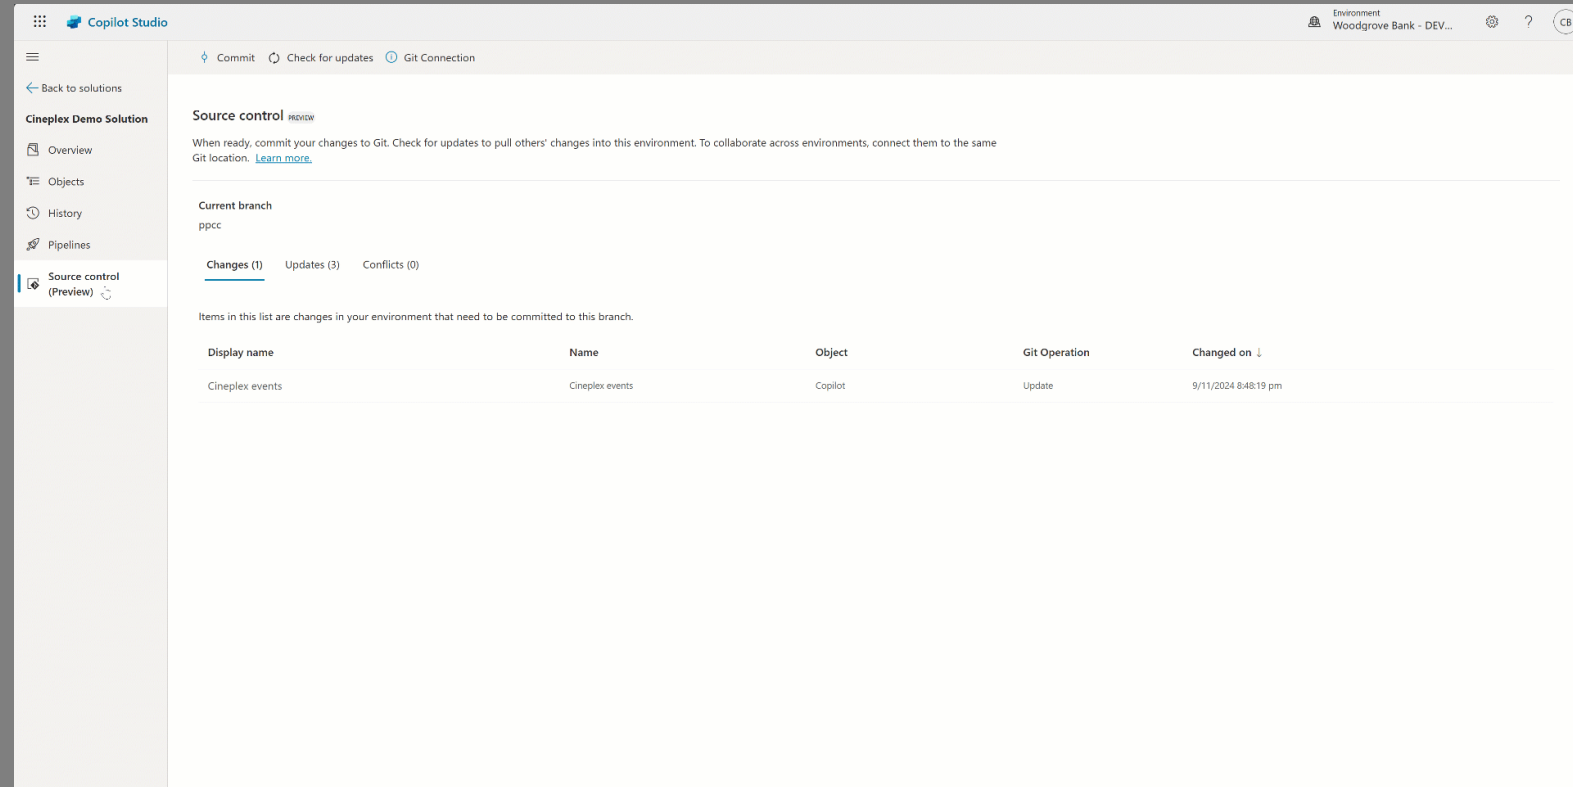 Copilot Studio
Environment
Woodgrove Bank - DEV...
?
CB
Commit
Check for updates
Git Connection
Back to solutions
Cineplex Demo Solution
Overview
Objects
History
Pipelines
Source control
(Preview)
Source control PREVIEW
When ready, commit your changes to Git. Check for updates to pull others' changes into this environment. To collaborate across environments, connect them to the same
Git location. Learn more.
Current branch
ppcc
Changes (1) Updates (3) Conflicts (0)
Items in this list are changes in your environment that need to be committed to this branch.
Display name Name Object Git Operation Changed on ↓
Cineplex events Cineplex events Copilot Update 9/11/2024 8:48:19 pm